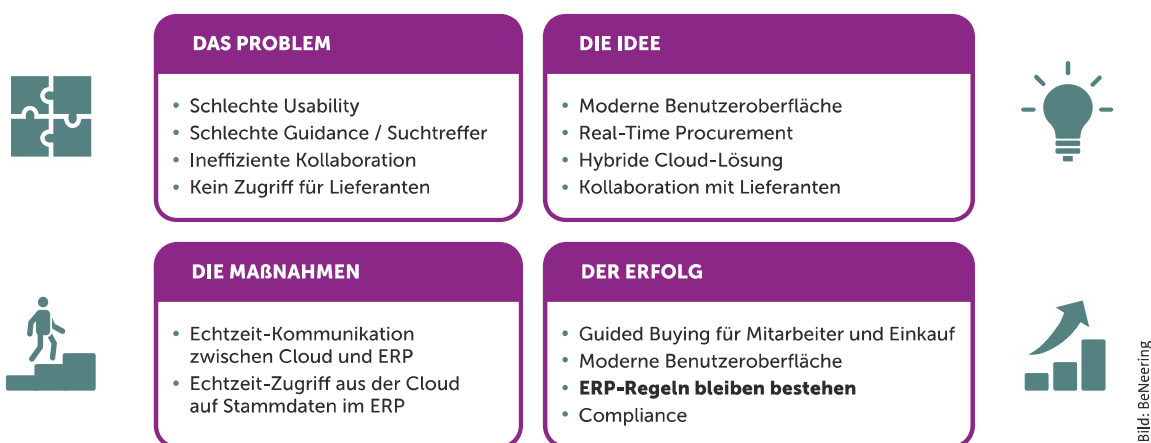 DAS PROBLEM
• Schlechte Usability
• Schlechte Guidance / Suchtreffer
• Ineffiziente Kollaboration
• Kein Zugriff für Lieferanten
DIE IDEE
• Moderne Benutzeroberfläche
• Real-Time Procurement
• Hybride Cloud-Lösung
• Kollaboration mit Lieferanten
DIE MAßNAHMEN
• Echtzeit-Kommunikation
zwischen Cloud und ERP
• Echtzeit-Zugriff aus der Cloud
auf Stammdaten im ERP
DER ERFOLG
• Guided Buying für Mitarbeiter und Einkauf
• Moderne Benutzeroberfläche
• ERP-Regeln bleiben bestehen
• Compliance
Bild: BeNeering